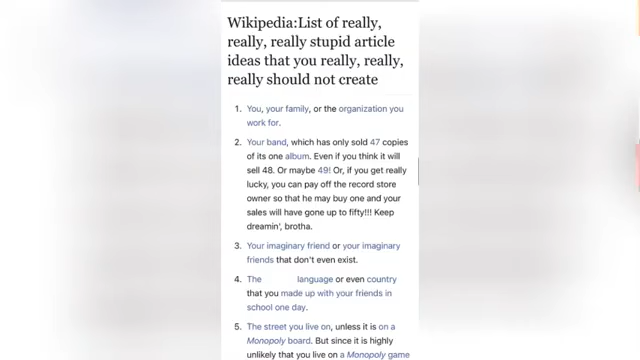 Wikipedia:List of really,
really, really stupid article
ideas that you really, really,
really should not create
1. You, your family, or the organization you
work for.
2. Your band, which has only sold 47 copies
of its one album. Even if you think it will
sell 48. Or maybe 49! Or, if you get really
lucky, you can pay off the record store
owner so that he may buy one and your
sales will have gone up to fifty!!! Keep
dreamin', brotha.
3. Your imaginary friend or your imaginary
friends that don't even exist.
4. The language or even country
that you made up with your friends in
school one day.
5. The street you live on, unless it is on a
Monopoly board. But since it is highly
unlikely that you live on a Monopoly game